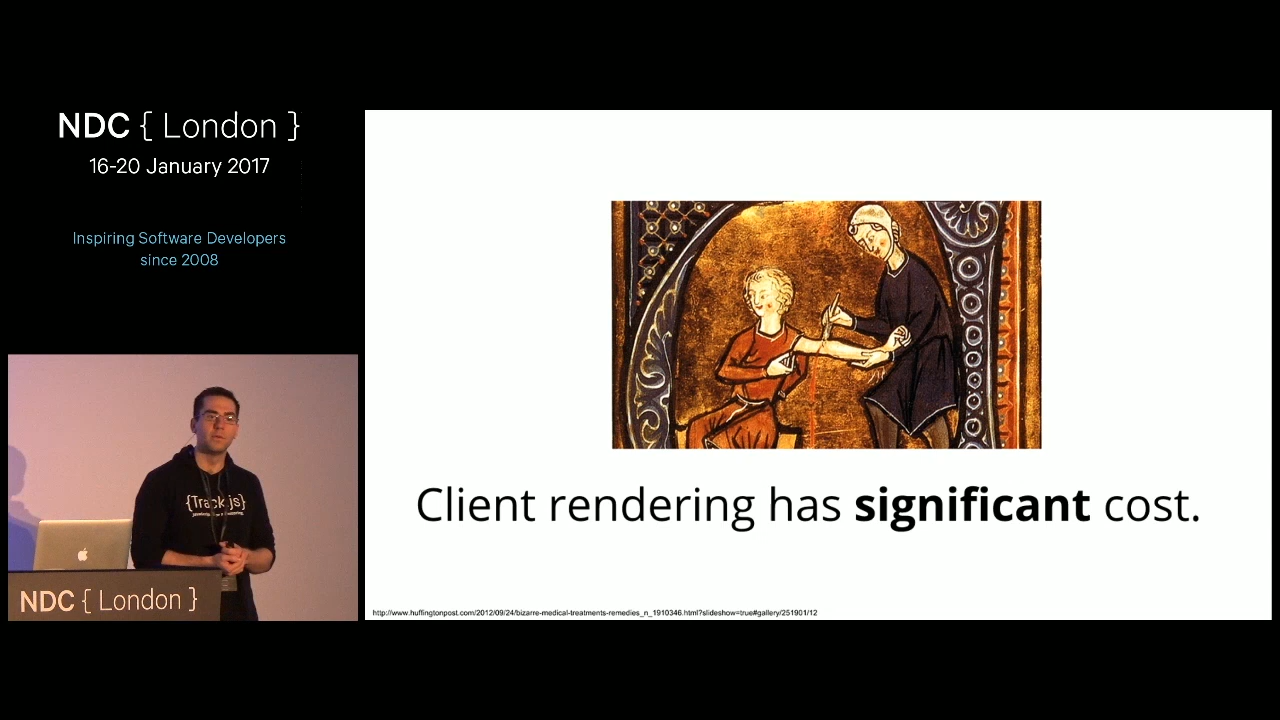 NDC { London }
16-20 January 2017
Inspiring Software Developers
since 2008
{Track:js}
NDC { London }
Client rendering has significant cost.
http://www.huffingtonpost.com/2012/09/24/bizarre-medical-treatments-remedies_n_1910346.html?slideshow=true#gallery/251901/12